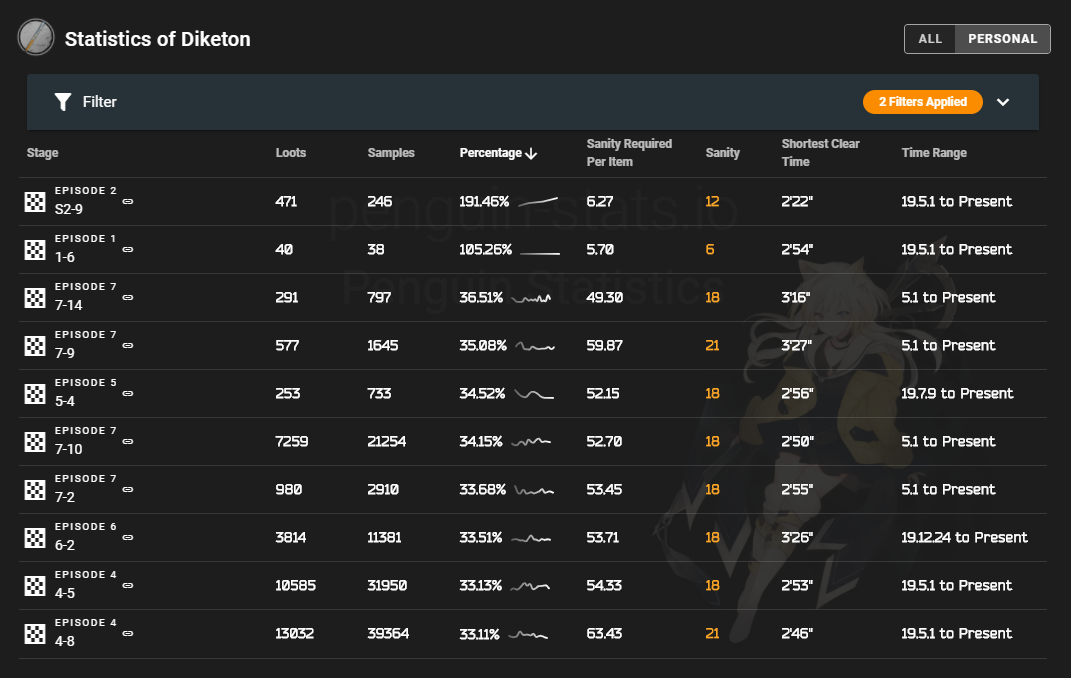 Statistics of Diketon
ALL PERSONAL
Filter
2 Filters Applied
Stage Loots Samples Percentage Sanity Required Per Item Sanity Shortest Clear Time Time Range
EPISODE 2
S2-9 471 246 191.46% 6.27 12 2'22" 19.5.1 to Present
EPISODE 1
1-6 40 38 105.26% 5.70 6 2'54" 19.5.1 to Present
EPISODE 7
7-14 291 797 36.51% 49.30 18 3'16" 5.1 to Present
EPISODE 7
7-9 577 1645 35.08% 59.87 21 3'27" 5.1 to Present
EPISODE 5
5-4 253 733 34.52% 52.15 18 2'56" 19.7.9 to Present
EPISODE 7
7-10 7259 21254 34.15% 52.70 18 2'50" 5.1 to Present
EPISODE 7
7-2 980 2910 33.68% 53.45 18 2'55" 5.1 to Present
EPISODE 6
6-2 3814 11381 33.51% 53.71 18 3'26" 19.12.24 to Present
EPISODE 4
4-5 10585 31950 33.13% 54.33 18 2'53" 19.5.1 to Present
EPISODE 4
4-8 13032 39364 33.11% 63.43 21 2'46" 19.5.1 to Present
penguin-stats.io
Penguin Statistics